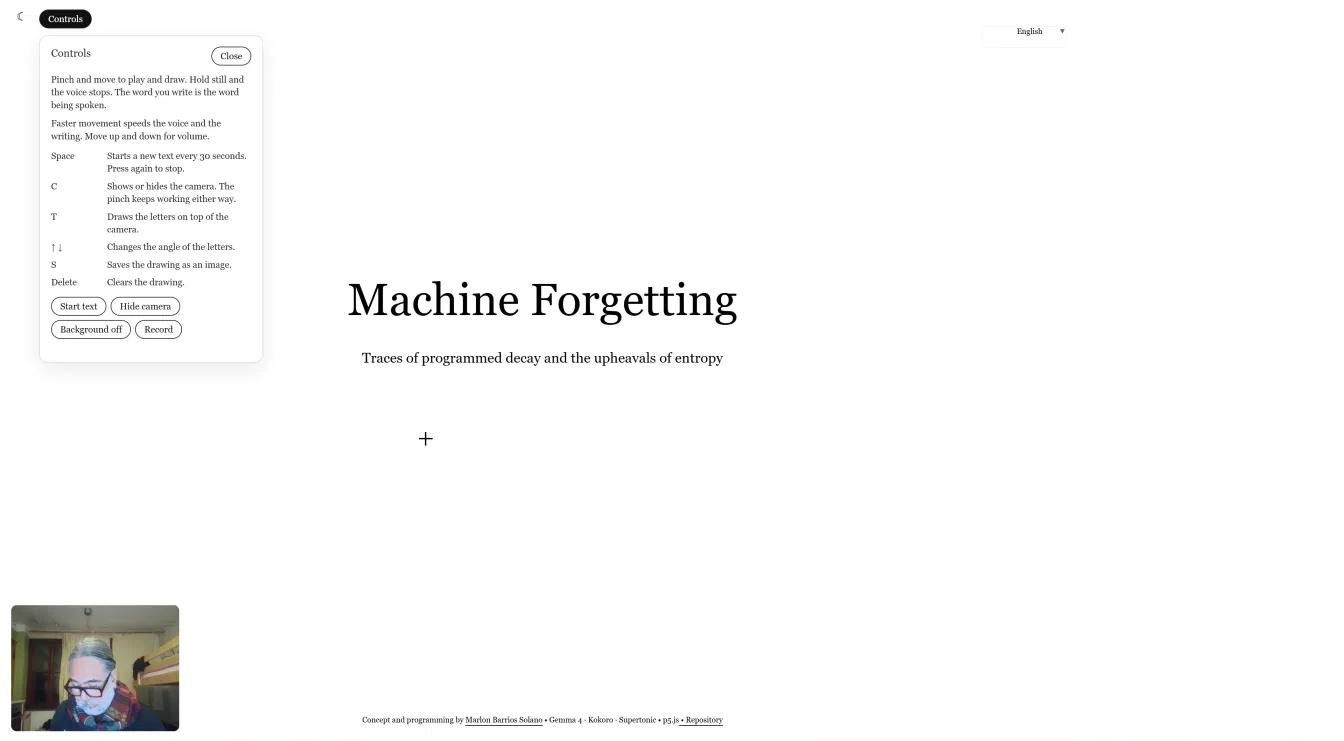 ☾ Controls
English ▼
Controls
Close
Pinch and move to play and draw. Hold still and
the voice stops. The word you write is the word
being spoken.
Faster movement speeds the voice and the
writing. Move up and down for volume.
Space Starts a new text every 30 seconds.
Press again to stop.
C Shows or hides the camera. The
pinch keeps working either way.
T Draws the letters on top of the
camera.
↑ ↓ Changes the angle of the letters.
S Saves the drawing as an image.
Delete Clears the drawing.
Start text Hide camera
Background off Record
Machine Forgetting
Traces of programmed decay and the upheavals of entropy
Concept and programming by Marlon Barrios Solano • Gemma 4 · Kokoro · Supertonic • p5.js • Repository